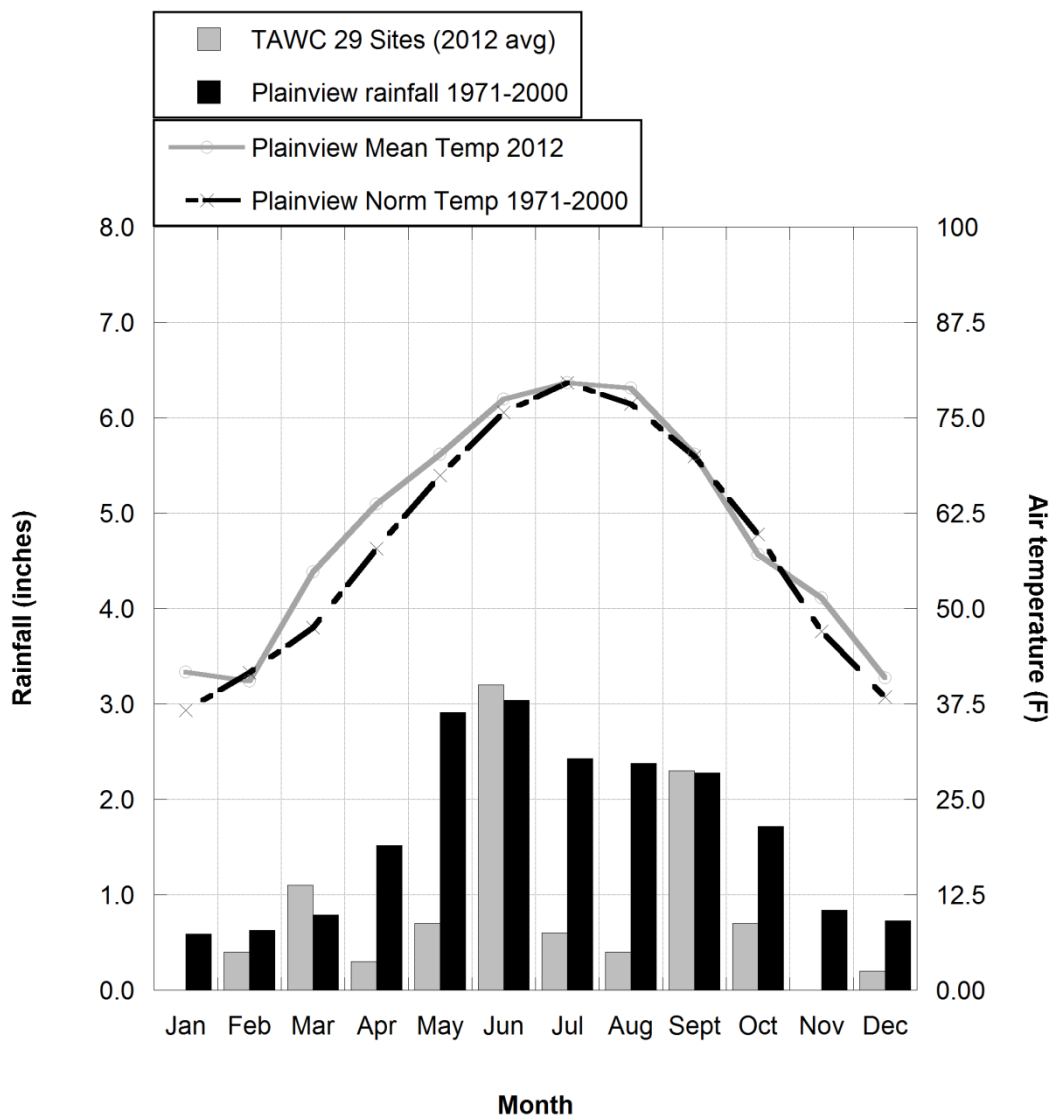 TAWC 29 Sites (2012 avg)
Plainview rainfall 1971-2000
Plainview Mean Temp 2012
Plainview Norm Temp 1971-2000
8.0
7.0
6.0
5.0
4.0
3.0
2.0
1.0
0.0
Rainfall (inches)
100
87.5
75.0
62.5
50.0
37.5
25.0
12.5
0.00
Air temperature (F)
Jan Feb Mar Apr May Jun Jul Aug Sept Oct Nov Dec
Month